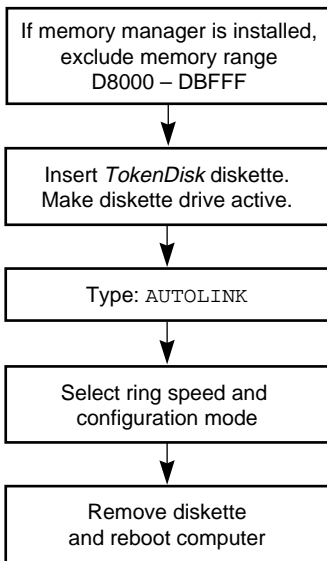 If memory manager is installed,
exclude memory range
D8000 – DBFFF
Insert TokenDisk diskette.
Make diskette drive active.
Type: AUTOLINK
Select ring speed and
configuration mode
Remove diskette
and reboot computer